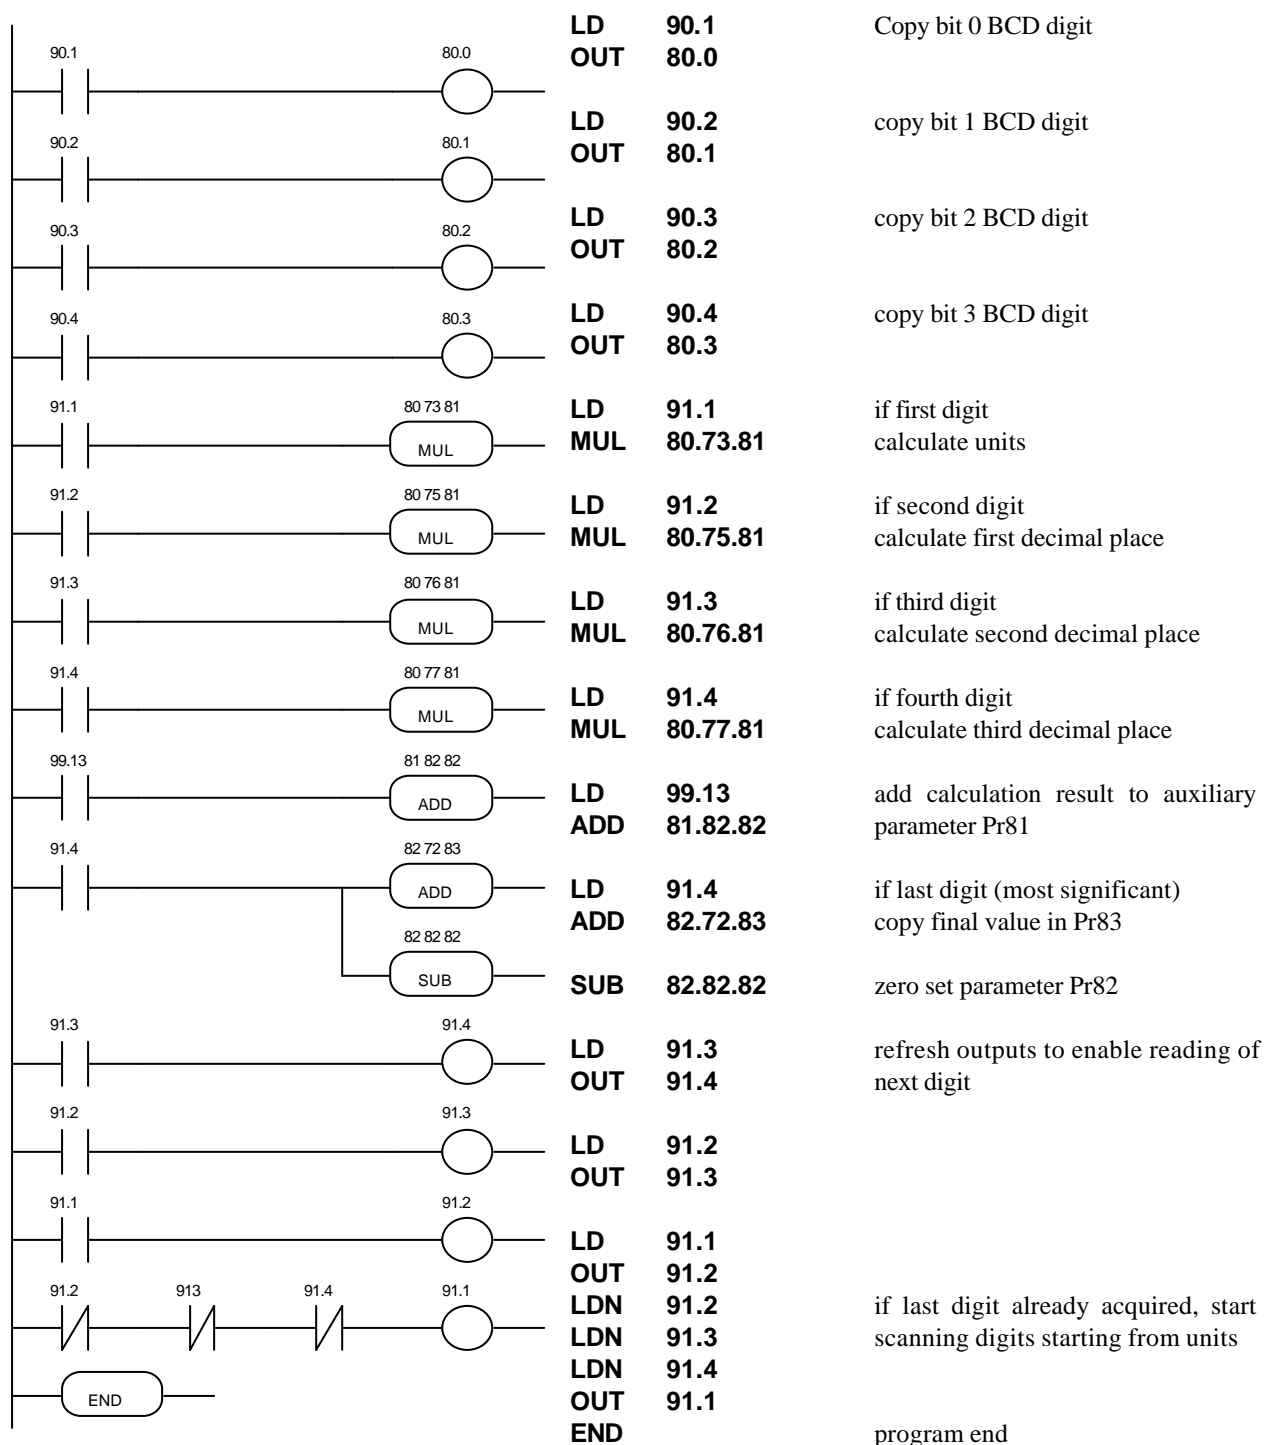 LD 90.1 Copy bit 0 BCD digit
90.1 80.0
OUT 80.0
LD 90.2 copy bit 1 BCD digit
90.2 80.1
OUT 80.1
LD 90.3 copy bit 2 BCD digit
90.3 80.2
OUT 80.2
LD 90.4 copy bit 3 BCD digit
90.4 80.3
OUT 80.3
91.1 80 73 81
LD 91.1 if first digit
MUL
MUL 80.73.81 calculate units
91.2 80 75 81
LD 91.2 if second digit
MUL
MUL 80.75.81 calculate first decimal place
91.3 80 76 81
LD 91.3 if third digit
MUL
MUL 80.76.81 calculate second decimal place
91.4 80 77 81
LD 91.4 if fourth digit
MUL
MUL 80.77.81 calculate third decimal place
99.13 81 82 82
LD 99.13 add calculation result to auxiliary
ADD
ADD 81.82.82 parameter Pr81
91.4 82 72 83
LD 91.4 if last digit (most significant)
ADD
ADD 82.72.83 copy final value in Pr83
82 82 82
SUB
SUB 82.82.82 zero set parameter Pr82
91.3 91.4
LD 91.3 refresh outputs to enable reading of
OUT 91.4 next digit
91.2 91.3
LD 91.2
OUT 91.3
91.1 91.2
LD 91.1
OUT 91.2
91.2 913 91.4 91.1
LDN 91.2 if last digit already acquired, start
LDN 91.3 scanning digits starting from units
LDN 91.4
END
OUT 91.1
END program end